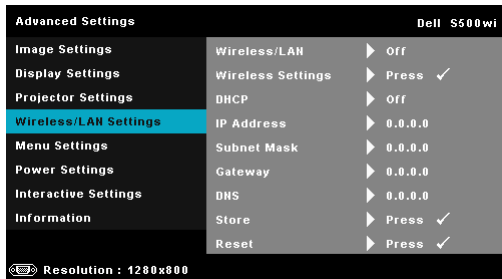 Advanced Settings Dell S500wi
Image Settings
Display Settings
Projector Settings
Wireless/LAN Settings
Menu Settings
Power Settings
Interactive Settings
Information
Wireless/LAN Off
Wireless Settings Press ✓
DHCP Off
IP Address 0.0.0.0
Subnet Mask 0.0.0.0
Gateway 0.0.0.0
DNS 0.0.0.0
Store Press ✓
Reset Press ✓
Resolution : 1280x800